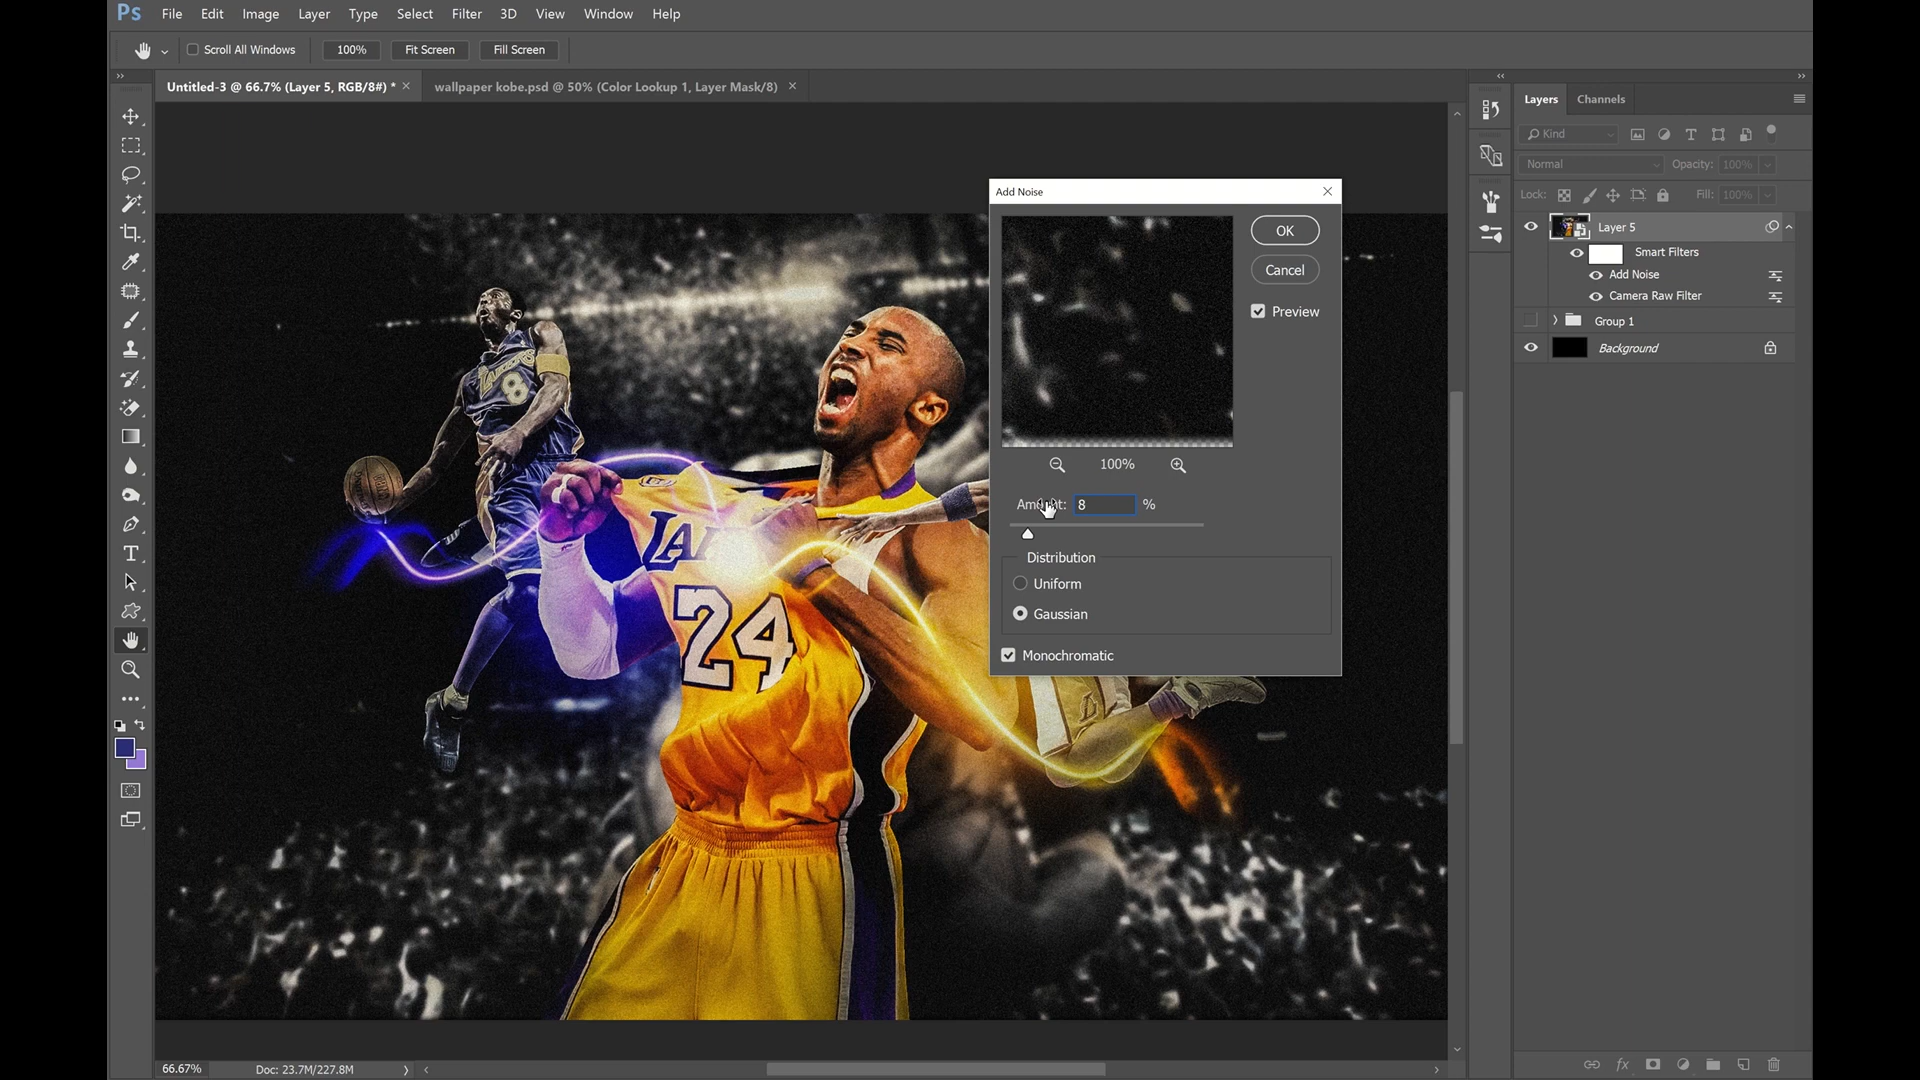 Ps File Edit Image Layer Type Select Filter 3D View Window Help
Scroll All Windows 100% Fit Screen Fill Screen
Untitled-3 @ 66.7% (Layer 5, RGB/8#) * × wallpaper kobe.psd @ 50% (Color Lookup 1, Layer Mask/8) ×
Layers Channels
Kind
Normal Opacity: 100%
Lock: Fill: 100%
Layer 5
Smart Filters
Add Noise
Camera Raw Filter
Group 1
Background
Add Noise
OK
Cancel
Preview
100%
8 %
Distribution
Uniform
Gaussian
Monochromatic
LAKERS
8
LA
24
66.67% Doc: 23.7M/227.8M